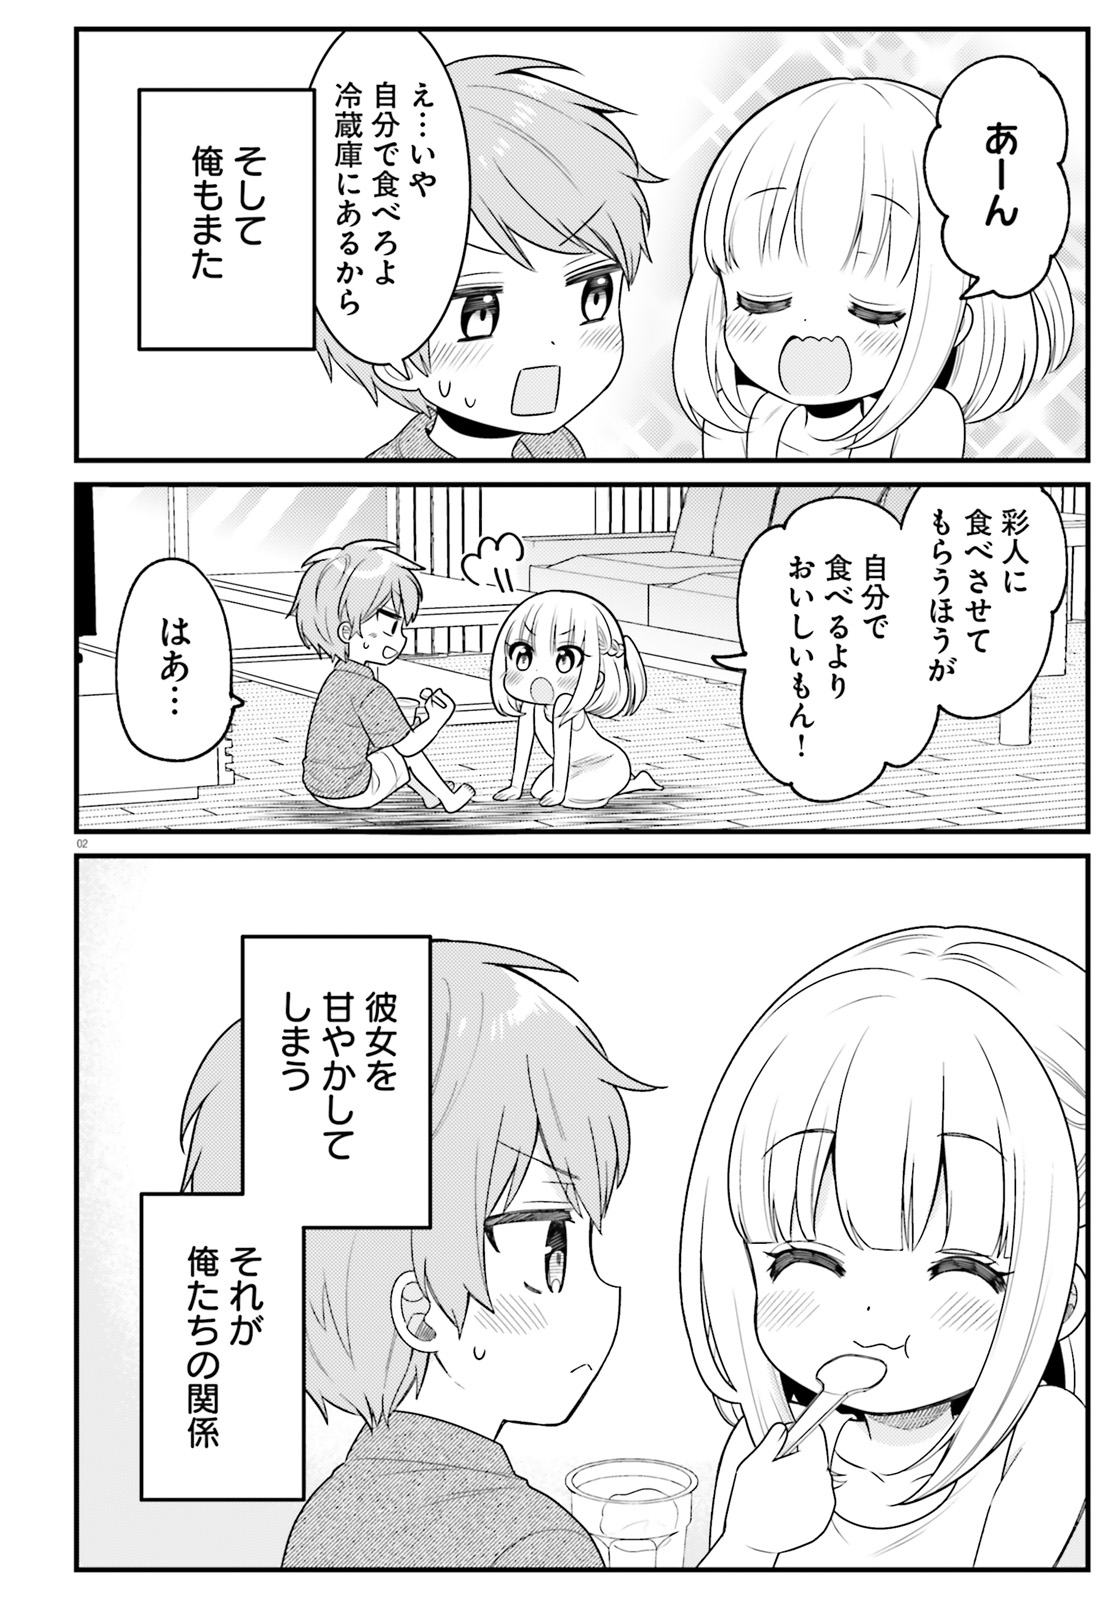 あーん
え…いや
自分で食べろよ
冷蔵庫にあるから
そして
俺もまた
彩人に
食べさせて
もらうほうが
自分で
食べるより
おいしいもん！
はあ…
02
彼女を
甘やかして
しまう
それが
俺たちの関係